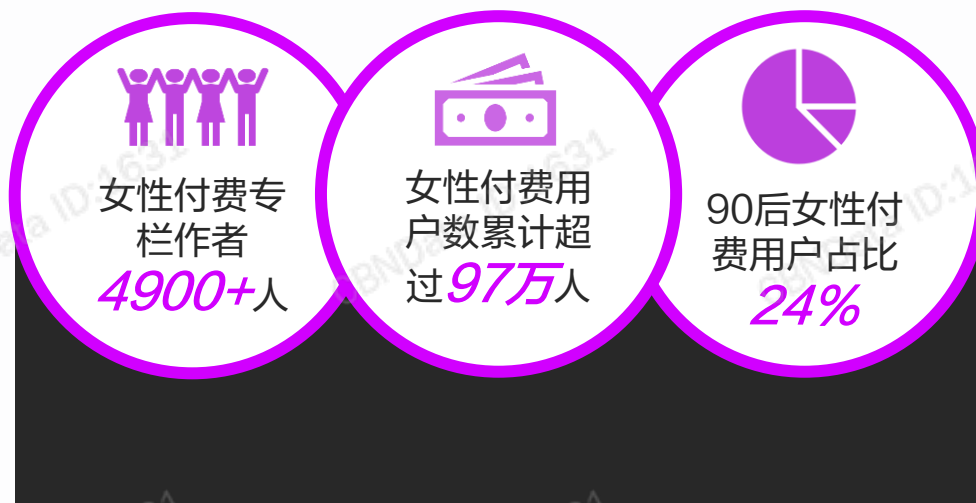 女性付费专
栏作者
4900+人
女性付费用
户数累计超
过97万人
90后女性付
费用户占比
24%